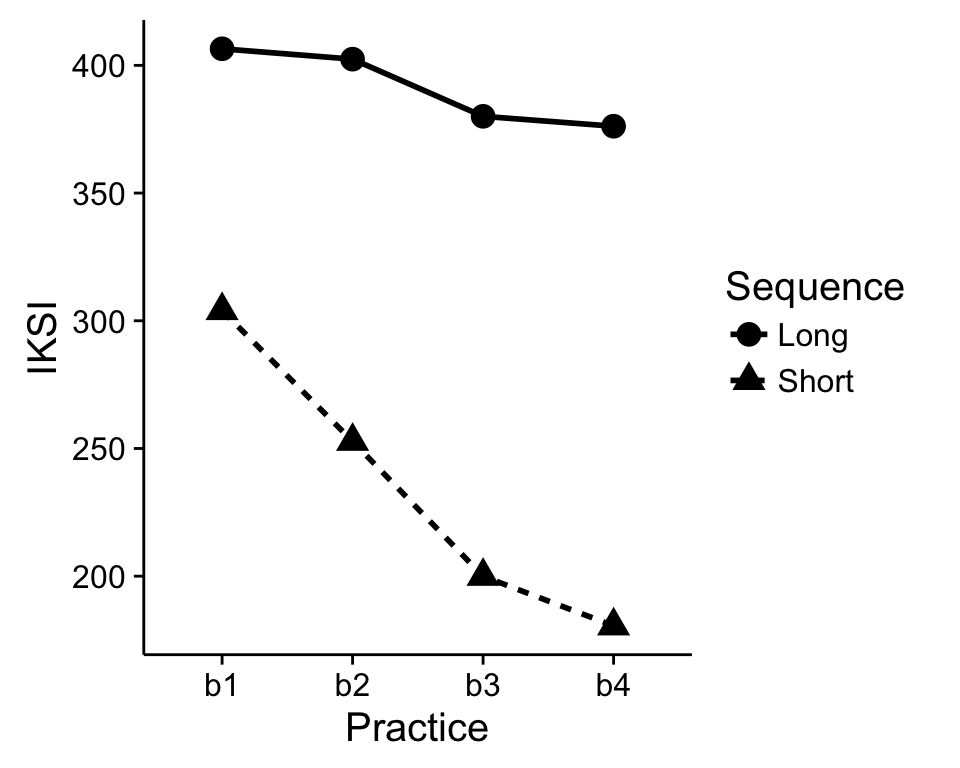 400
350
300
250
200
IKSI
b1 b2 b3 b4
Practice
Sequence
Long
Short